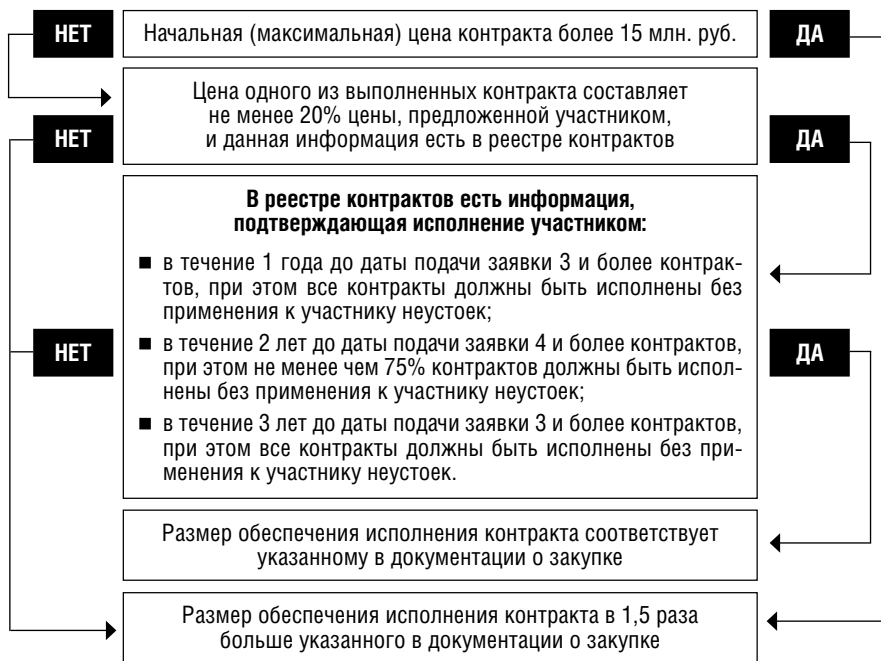 НЕТ
Начальная (максимальная) цена контракта более 15 млн. руб.
ДА
Цена одного из выполненных контракта составляет
не менее 20% цены, предложенной участником,
и данная информация есть в реестре контрактов
НЕТ
ДА
В реестре контрактов есть информация,
подтверждающая исполнение участником:
■ в течение 1 года до даты подачи заявки 3 и более контрак-
тов, при этом все контракты должны быть исполнены без
применения к участнику неустоек;
НЕТ
■ в течение 2 лет до даты подачи заявки 4 и более контрактов,
при этом не менее чем 75% контрактов должны быть испол-
нены без применения к участнику неустоек;
ДА
■ в течение 3 лет до даты подачи заявки 3 и более контрактов,
при этом все контракты должны быть исполнены без при-
менения к участнику неустоек.
Размер обеспечения исполнения контракта соответствует
указанному в документации о закупке
Размер обеспечения исполнения контракта в 1,5 раза
больше указанного в документации о закупке